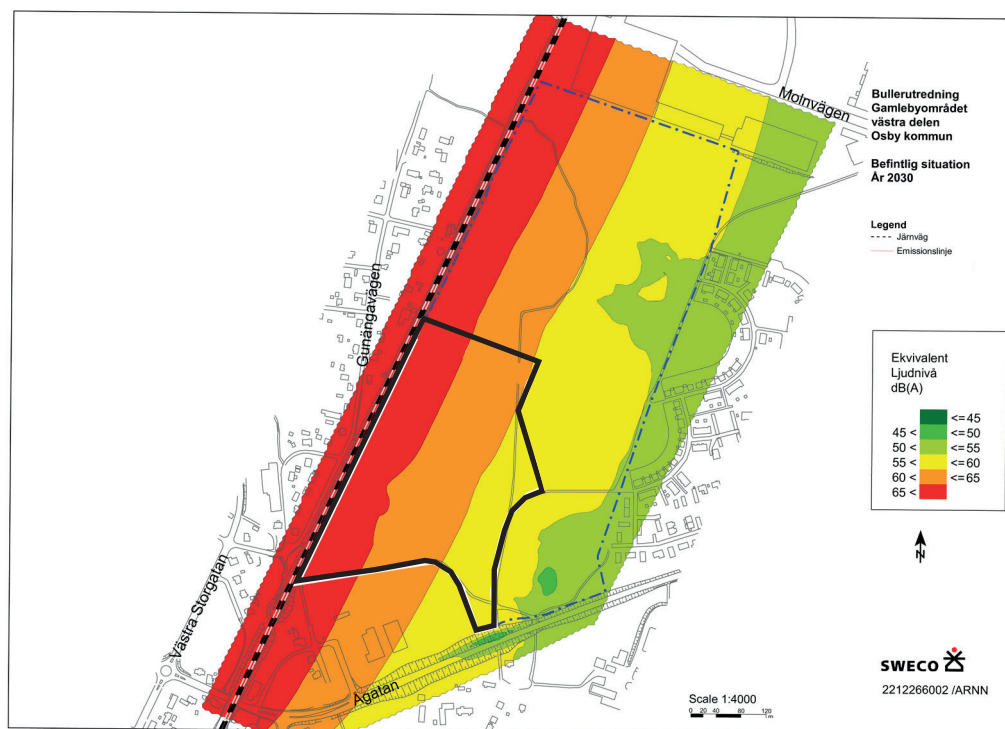 Molnvägen
Bullerutredning
Gamlebyområdet
västra delen
Osby kommun
Befintlig situation
År 2030
Legend
Järnväg
Emissionslinje
Gunängavägen
Ekvivalent
Ljudnivå
dB(A)
<=45
45 < <=50
50 < <=55
55 < <=60
60 < <=65
65 <
N
Västra Storgatan
Ågatan
SWECO
2212266002 /ARNN
Scale 1:4000
0 20 40 80 120
m